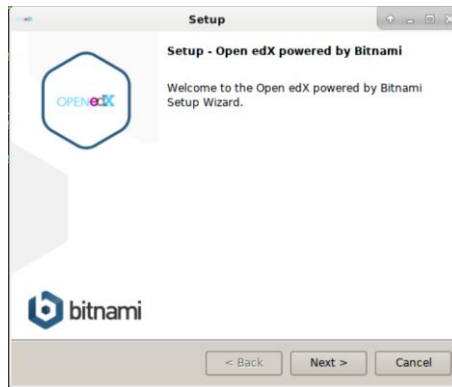 Setup
Setup - Open edX powered by Bitnami
Welcome to the Open edX powered by Bitnami
Setup Wizard.
OPENedX
bitnami
< Back
Next >
Cancel